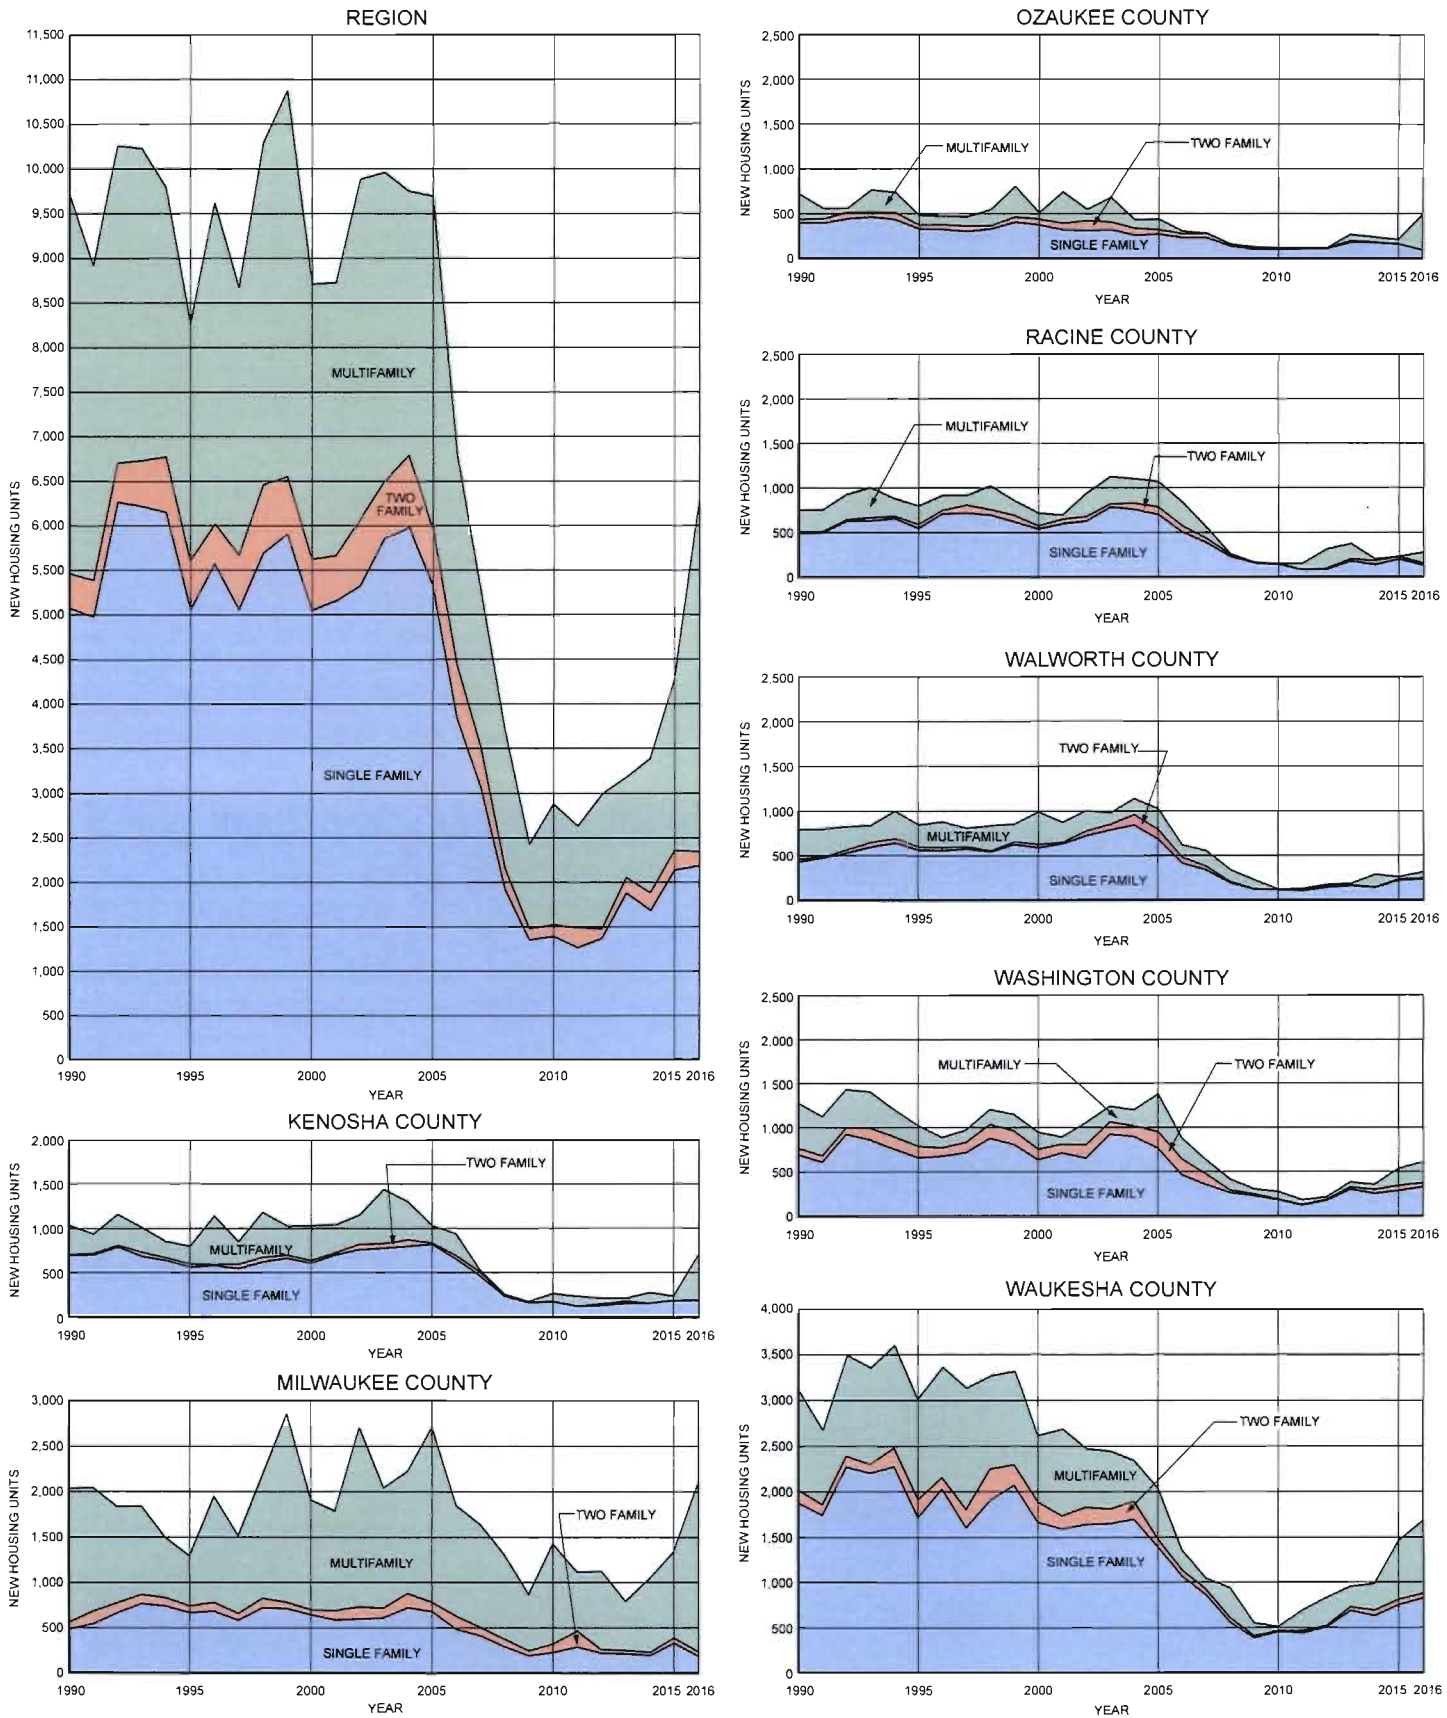 REGION
11,500
11,000
10,500
10,000
9,500
9,000
8,500
8,000
7,500
7,000
6,500
6,000
5,500
5,000
4,500
4,000
3,500
3,000
2,500
2,000
1,500
1,000
500
0
NEW HOUSING UNITS
MULTIFAMILY
TWO
FAMILY
SINGLE FAMILY
1990 1995 2000 2005 2010 2015 2016
YEAR
KENOSHA COUNTY
2,000
1,500
1,000
500
0
NEW HOUSING UNITS
TWO FAMILY
MULTIFAMILY
SINGLE FAMILY
1990 1995 2000 2005 2010 2015 2016
YEAR
MILWAUKEE COUNTY
3,000
2,500
2,000
1,500
1,000
500
0
NEW HOUSING UNITS
TWO FAMILY
MULTIFAMILY
SINGLE FAMILY
1990 1995 2000 2005 2010 2015 2016
YEAR
OZAUKEE COUNTY
2,500
2,000
1,500
1,000
500
0
NEW HOUSING UNITS
MULTIFAMILY
TWO FAMILY
SINGLE FAMILY
1990 1995 2000 2005 2010 2015 2016
YEAR
RACINE COUNTY
2,500
2,000
1,500
1,000
500
0
NEW HOUSING UNITS
MULTIFAMILY
TWO FAMILY
SINGLE FAMILY
1990 1995 2000 2005 2010 2015 2016
YEAR
WALWORTH COUNTY
2,500
2,000
1,500
1,000
500
0
NEW HOUSING UNITS
TWO FAMILY
MULTIFAMILY
SINGLE FAMILY
1990 1995 2000 2005 2010 2015 2016
YEAR
WASHINGTON COUNTY
2,500
2,000
1,500
1,000
500
0
NEW HOUSING UNITS
MULTIFAMILY
TWO FAMILY
SINGLE FAMILY
1990 1995 2000 2005 2010 2015 2016
YEAR
WAUKESHA COUNTY
4,000
3,500
3,000
2,500
2,000
1,500
1,000
500
0
NEW HOUSING UNITS
TWO FAMILY
MULTIFAMILY
SINGLE FAMILY
1990 1995 2000 2005 2010 2015 2016
YEAR